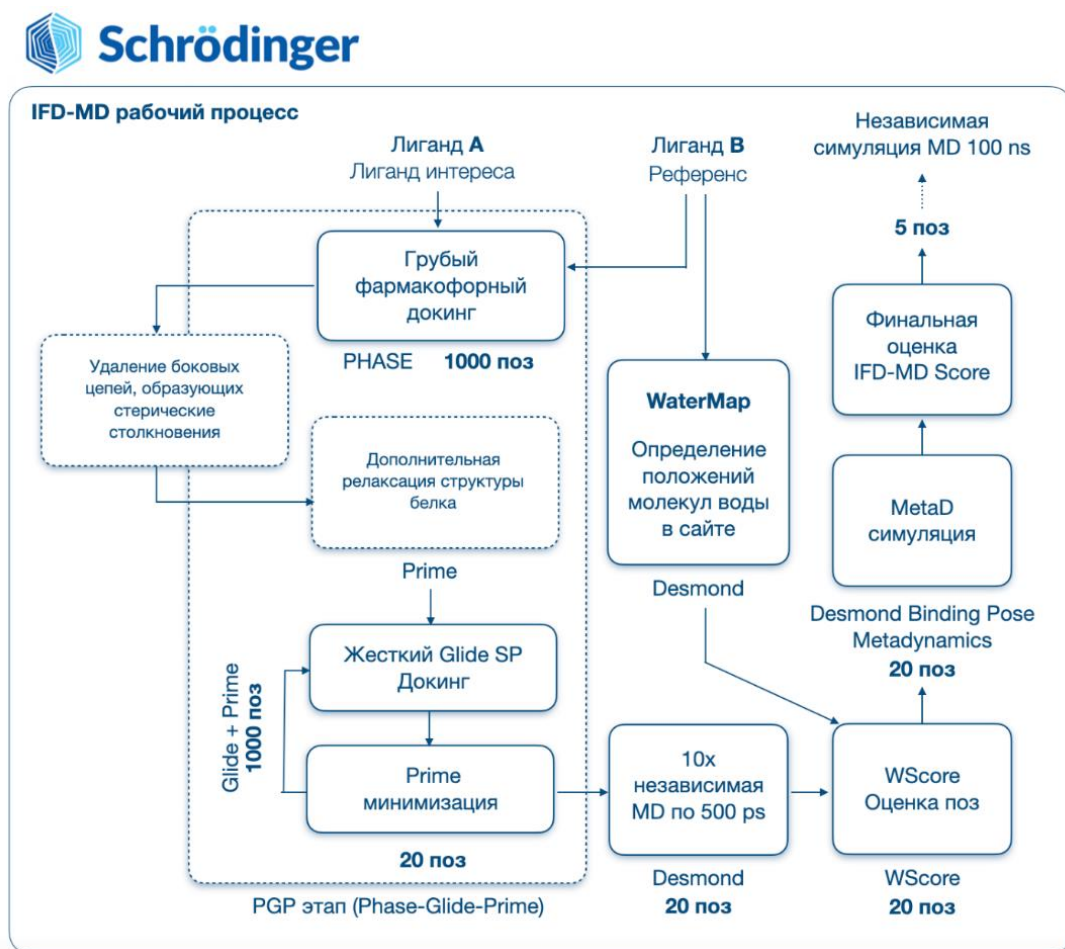 Schrödinger
IFD-MD рабочий процесс
Лиганд A
Лиганд интереса
Лиганд B
Референс
Независимая
симуляция MD 100 ns
5 поз
Грубый
фармакофорный
докинг
PHASE 1000 поз
Удаление боковых
цепей, образующих
стерические
столкновения
Дополнительная
релаксация структуры
белка
Prime
Жесткий Glide SP
Докинг
Glide + Prime
1000 поз
Prime
минимизация
20 поз
PGP этап (Phase-Glide-Prime)
WaterMap
Определение
положений
молекул воды
в сайте
Desmond
10x
независимая
MD по 500 ps
Desmond
20 поз
Финальная
оценка
IFD-MD Score
MetaD
симуляция
Desmond Binding Pose
Metadynamics
20 поз
WScore
Оценка поз
WScore
20 поз